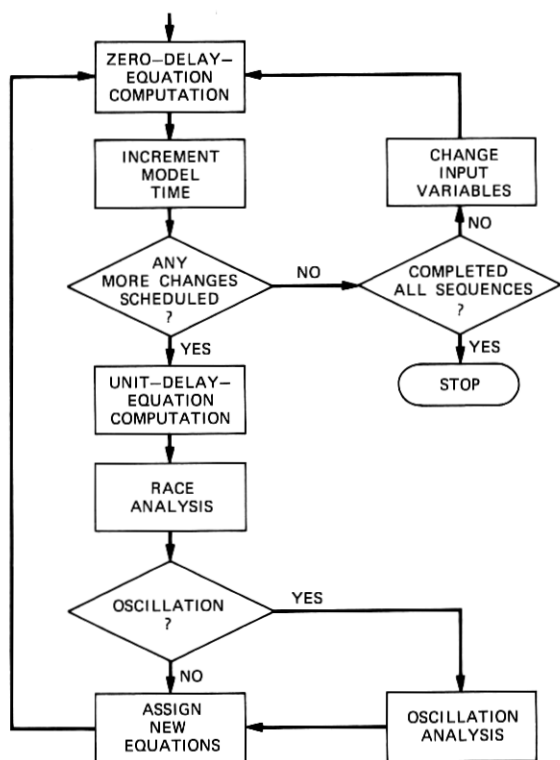 ZERO–DELAY–
EQUATION
COMPUTATION
INCREMENT
MODEL
TIME
CHANGE
INPUT
VARIABLES
NO
ANY
MORE CHANGES
SCHEDULED
?
NO
COMPLETED
ALL SEQUENCES
?
YES
YES
STOP
UNIT–DELAY–
EQUATION
COMPUTATION
RACE
ANALYSIS
OSCILLATION
?
YES
NO
ASSIGN
NEW
EQUATIONS
OSCILLATION
ANALYSIS